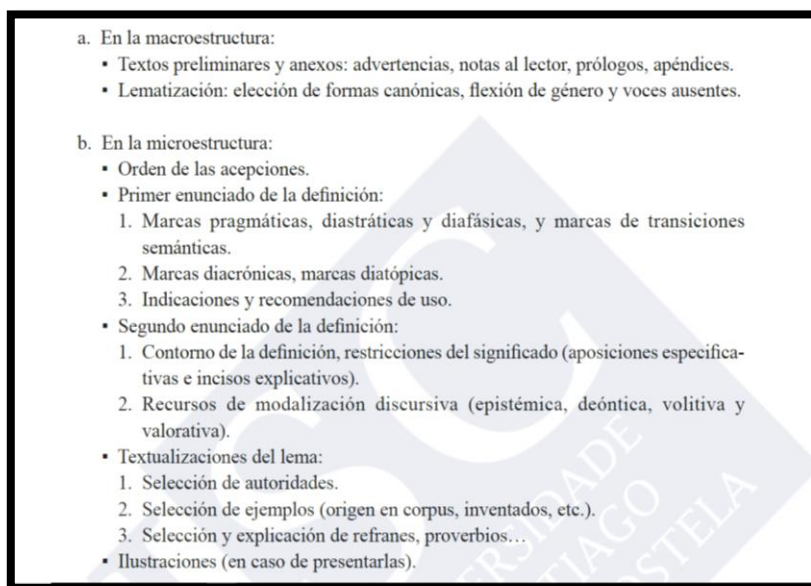 a. En la macroestructura:
▪ Textos preliminares y anexos: advertencias, notas al lector, prólogos, apéndices.
▪ Lematización: elección de formas canónicas, flexión de género y voces ausentes.
b. En la microestructura:
▪ Orden de las acepciones.
▪ Primer enunciado de la definición:
1. Marcas pragmáticas, diastráticas y diafásicas, y marcas de transiciones
semánticas.
2. Marcas diacrónicas, marcas diatópicas.
3. Indicaciones y recomendaciones de uso.
▪ Segundo enunciado de la definición:
1. Contorno de la definición, restricciones del significado (aposiciones especifica-
tivas e incisos explicativos).
2. Recursos de modalización discursiva (epistémica, deóntica, volitiva y
valorativa).
▪ Textualizaciones del lema:
1. Selección de autoridades.
2. Selección de ejemplos (origen en corpus, inventados, etc.).
3. Selección y explicación de refranes, proverbios…
▪ Ilustraciones (en caso de presentarlas).